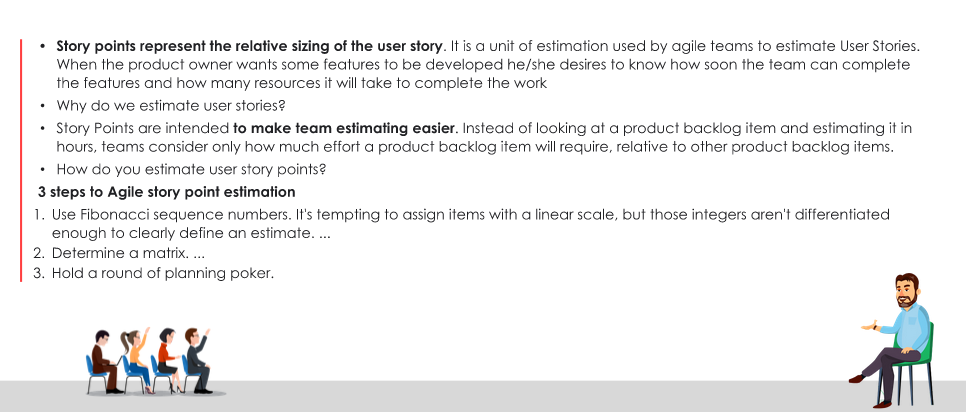 • Story points represent the relative sizing of the user story. It is a unit of estimation used by agile teams to estimate User Stories.
When the product owner wants some features to be developed he/she desires to know how soon the team can complete
the features and how many resources it will take to complete the work
• Why do we estimate user stories?
• Story Points are intended to make team estimating easier. Instead of looking at a product backlog item and estimating it in
hours, teams consider only how much effort a product backlog item will require, relative to other product backlog items.
• How do you estimate user story points?
3 steps to Agile story point estimation
1. Use Fibonacci sequence numbers. It's tempting to assign items with a linear scale, but those integers aren't differentiated
enough to clearly define an estimate. ...
2. Determine a matrix. ...
3. Hold a round of planning poker.